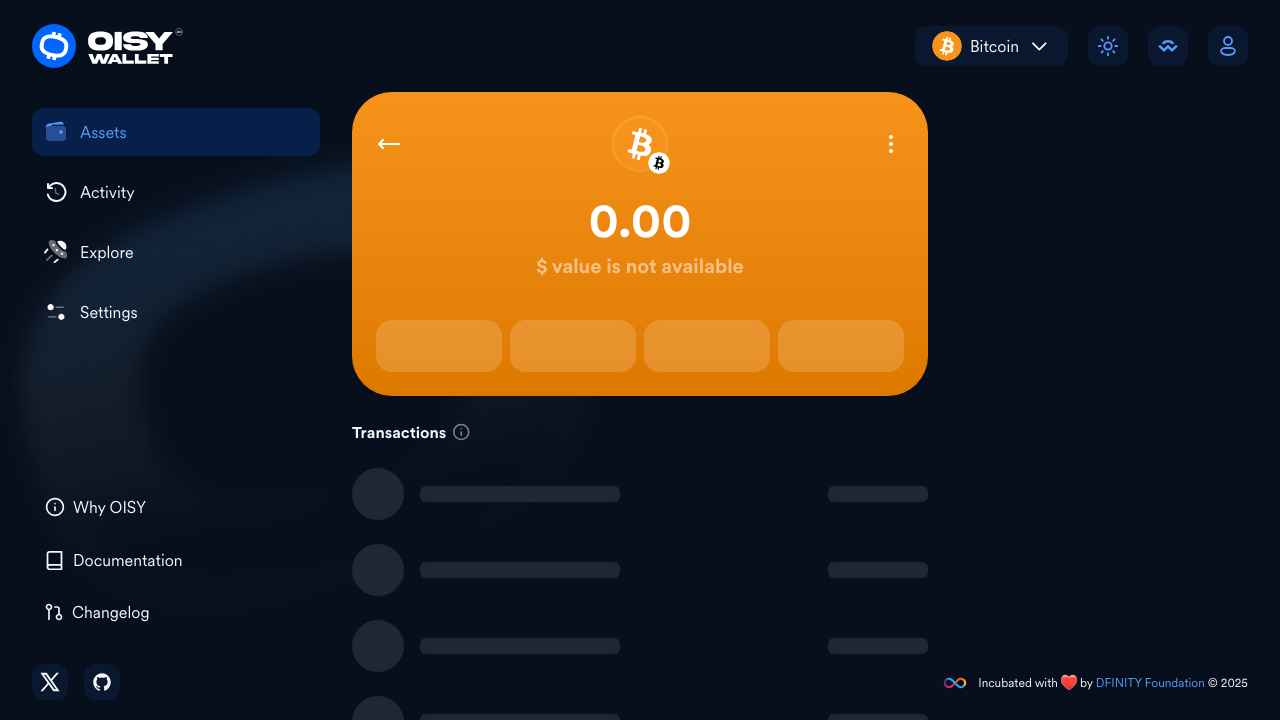 OISY
WALLET
Bitcoin
Assets
Activity
Explore
Settings
0.00
$ value is not available
Transactions
Why OISY
Documentation
Changelog
Incubated with ❤️ by DFINITY Foundation © 2025